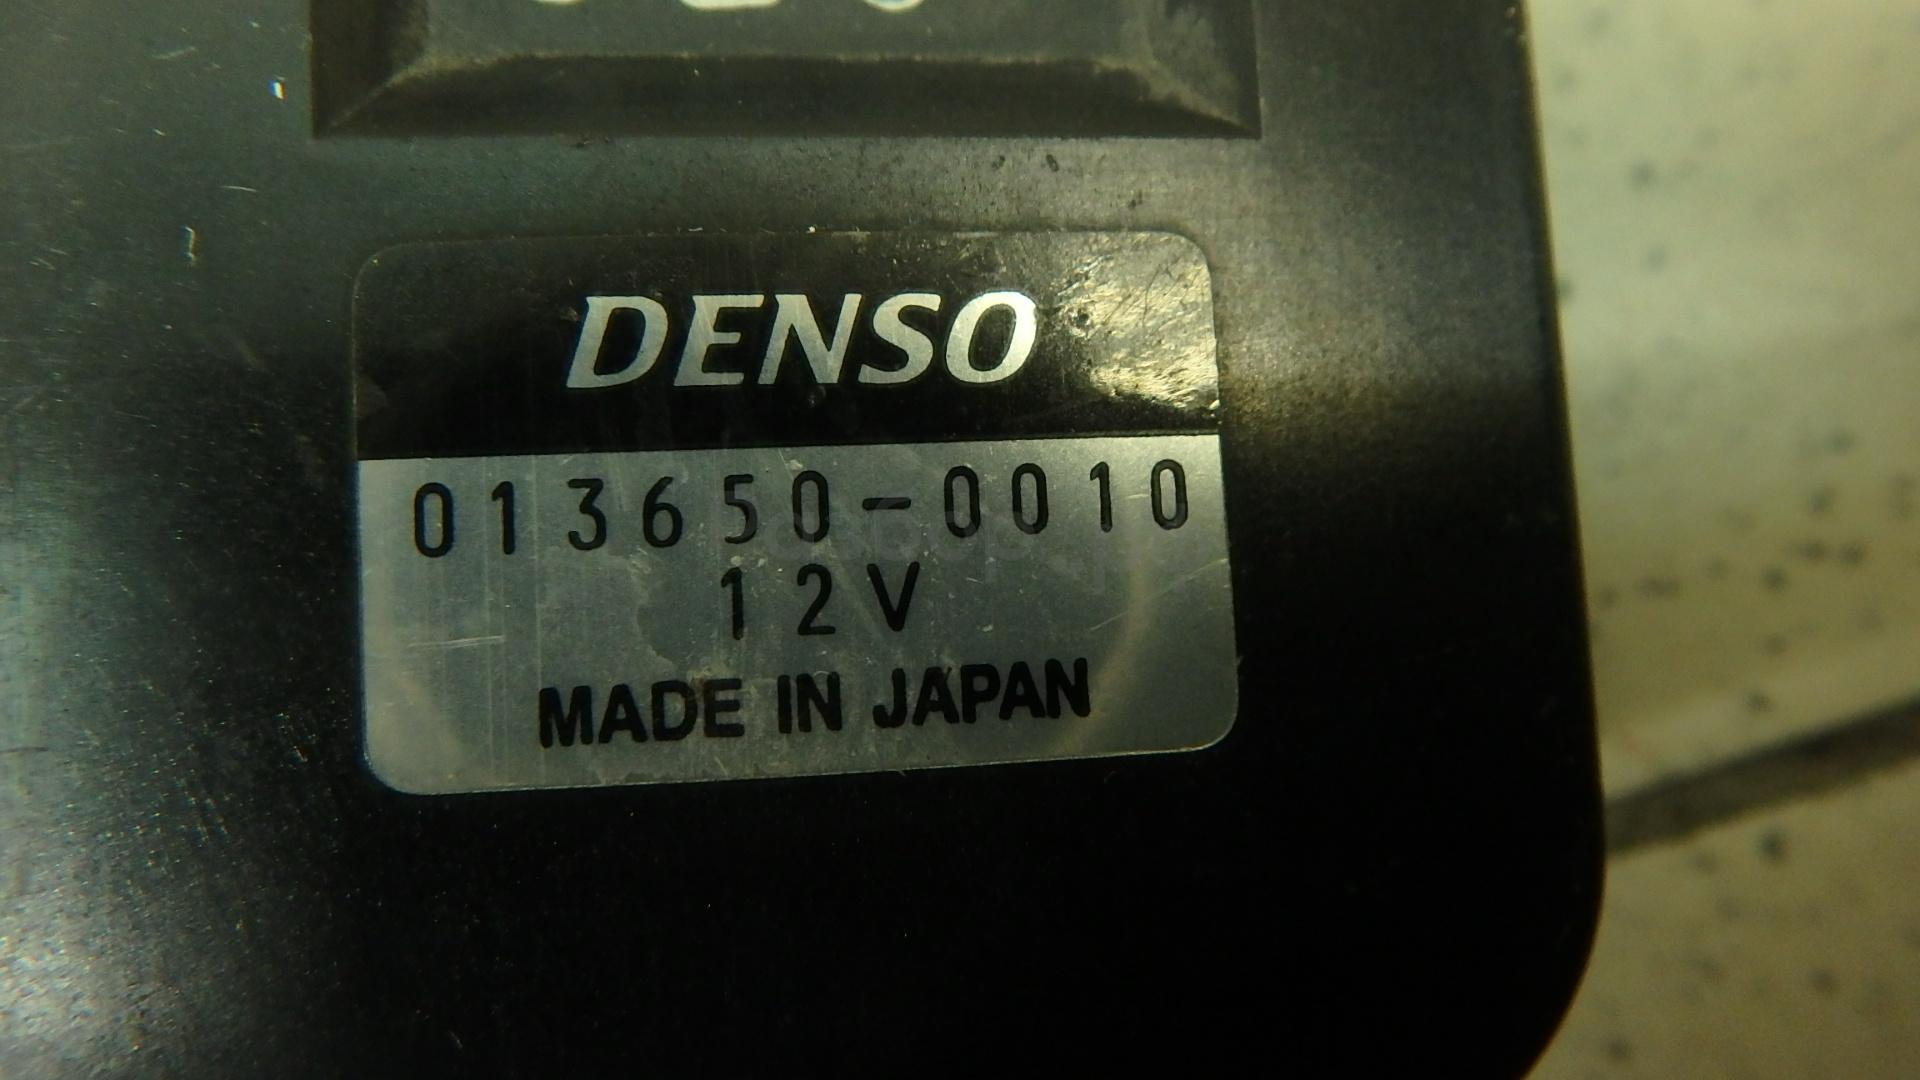 DENSO
013650-0010
12V
MADE IN JAPAN